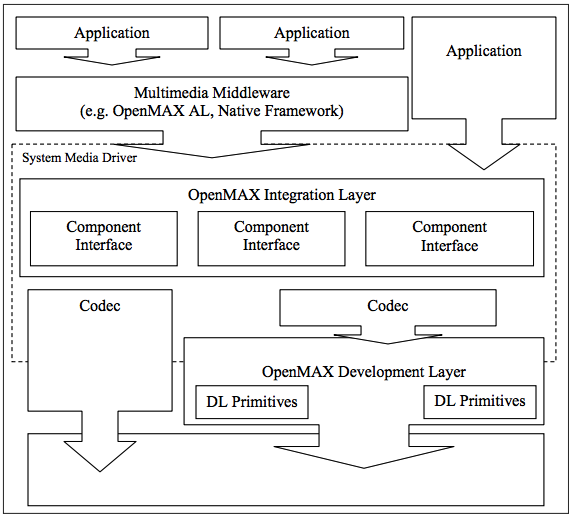 Application
Application
Application
Multimedia Middleware
(e.g. OpenMAX AL, Native Framework)
System Media Driver
OpenMAX Integration Layer
Component
Interface
Component
Interface
Component
Interface
Codec
Codec
OpenMAX Development Layer
DL Primitives
DL Primitives